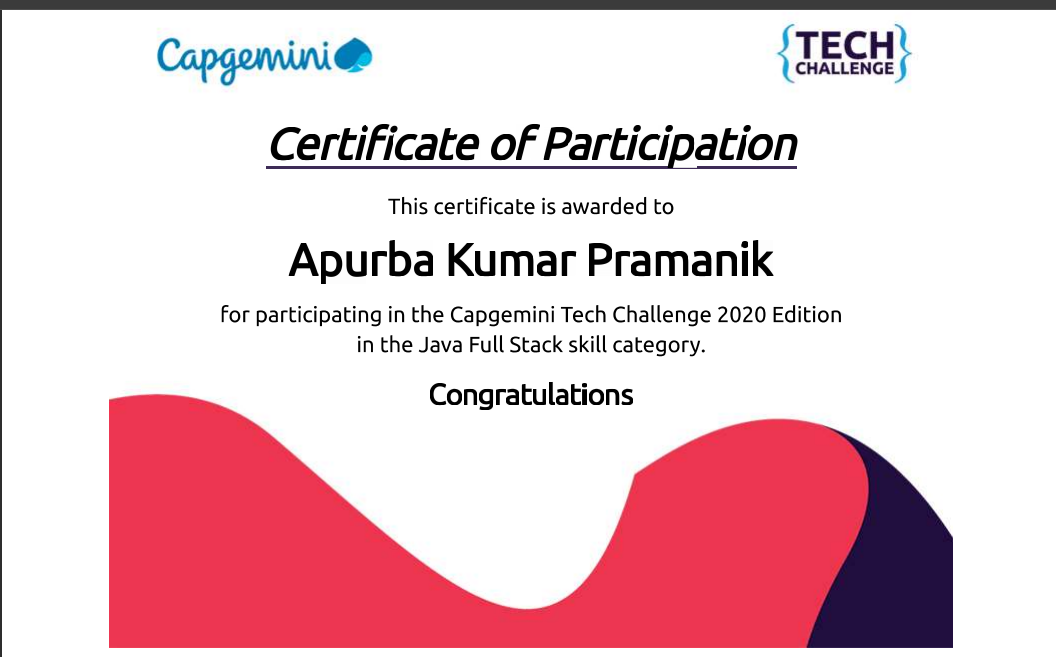 Capgemini
{TECH
CHALLENGE}
Certificate of Participation
This certificate is awarded to
Apurba Kumar Pramanik
for participating in the Capgemini Tech Challenge 2020 Edition
in the Java Full Stack skill category.
Congratulations